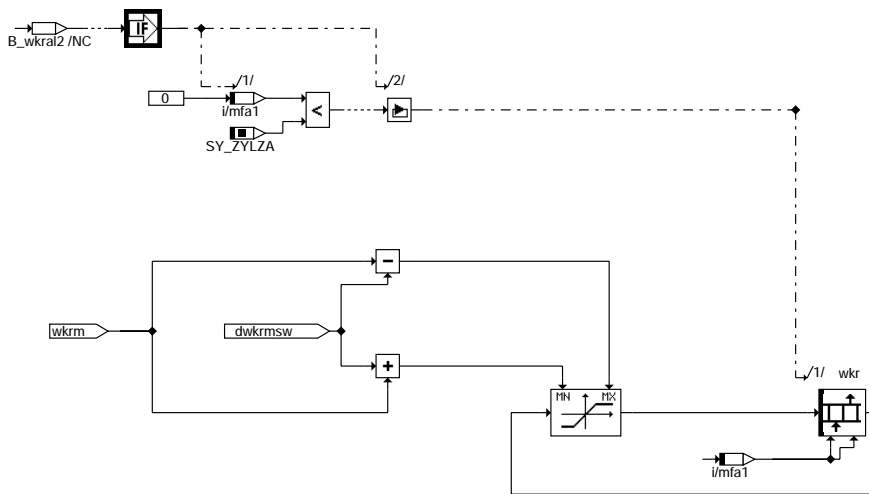 IF
B_wkral2 /NC
/1/
/2/
0
i/mfa1
<
SY_ZYLZA
-
wkrm
dwkrmsw
+
/1/
wkr
MN
MX
i/mfa1